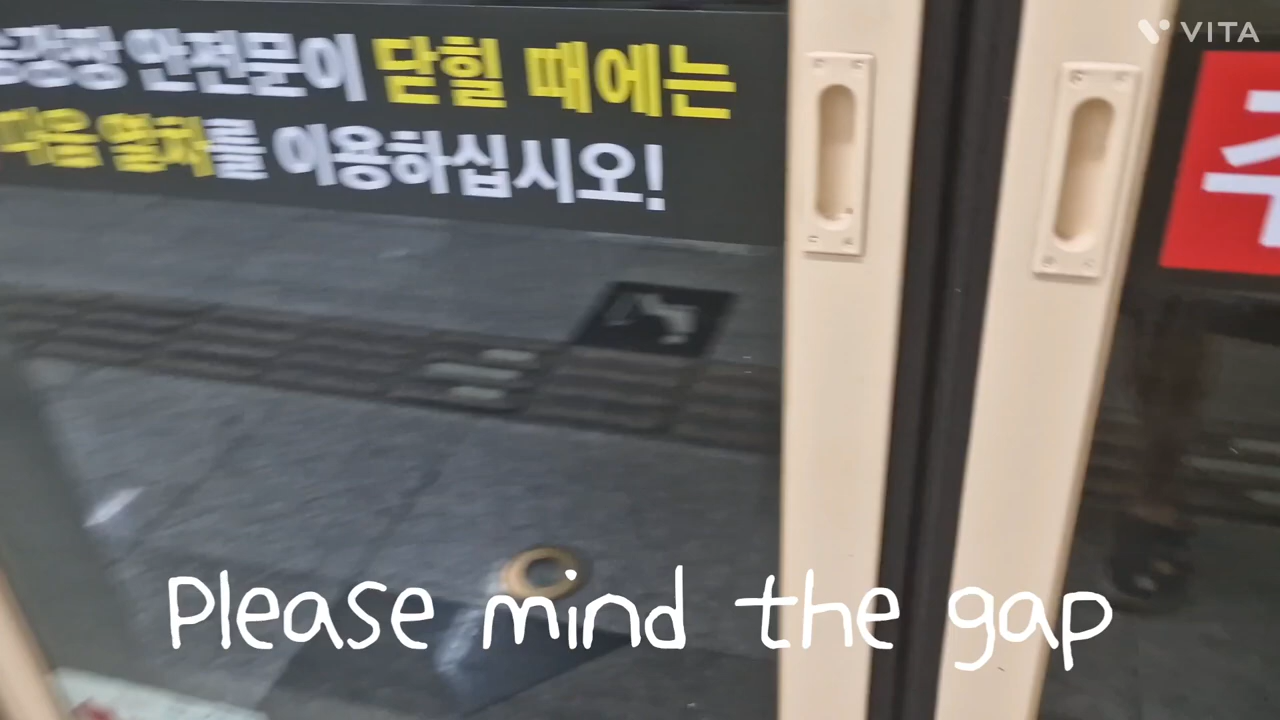 VITA
승강장 안전문이 닫힐 때에는
다음 열차를 이용하십시오!
주
Please mind the gap